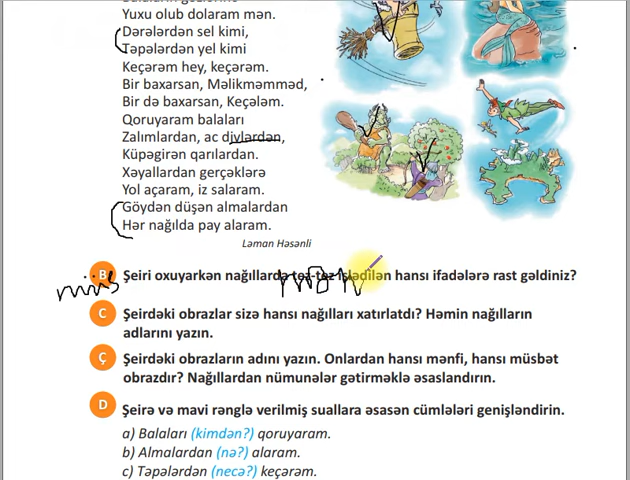 Yuxu olub dolaram mən.
Dərələrdən sel kimi,
Təpələrdən yel kimi
Keçərəm hey, keçərəm.
Bir baxarsan, Məlikməmməd,
Bir də baxarsan, Keçələm.
Qoruyaram balaları
Zalımlardan, ac divlərdən,
Küpəgirən qarılardan.
Xəyallardan gerçəklərə
Yol açaram, iz salaram.
Göydən düşən almalardan
Hər nağılda pay alaram.
Ləman Həsənli
B Şeiri oxuyarkən nağıllarda tez-tez işlədilən hansı ifadələrə rast gəldiniz?
C Şeirdəki obrazlar sizə hansı nağılları xatırlatdı? Həmin nağılların
adlarını yazın.
Ç Şeirdəki obrazların adını yazın. Onlardan hansı mənfi, hansı müsbət
obrazdır? Nağıllardan nümunələr gətirməklə əsaslandırın.
D Şeirə və mavi rənglə verilmiş suallara əsasən cümlələri genişləndirin.
a) Balaları (kimdən?) qoruyaram.
b) Almalardan (nə?) alaram.
c) Təpələrdən (necə?) keçərəm.